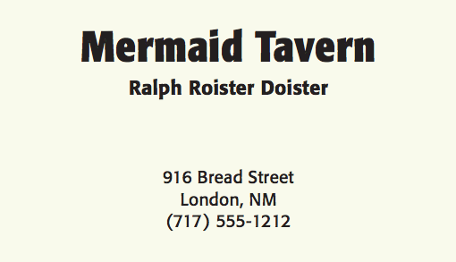 Mermaid Tavern
Ralph Roister Doister
916 Bread Street
London, NM
(717) 555-1212